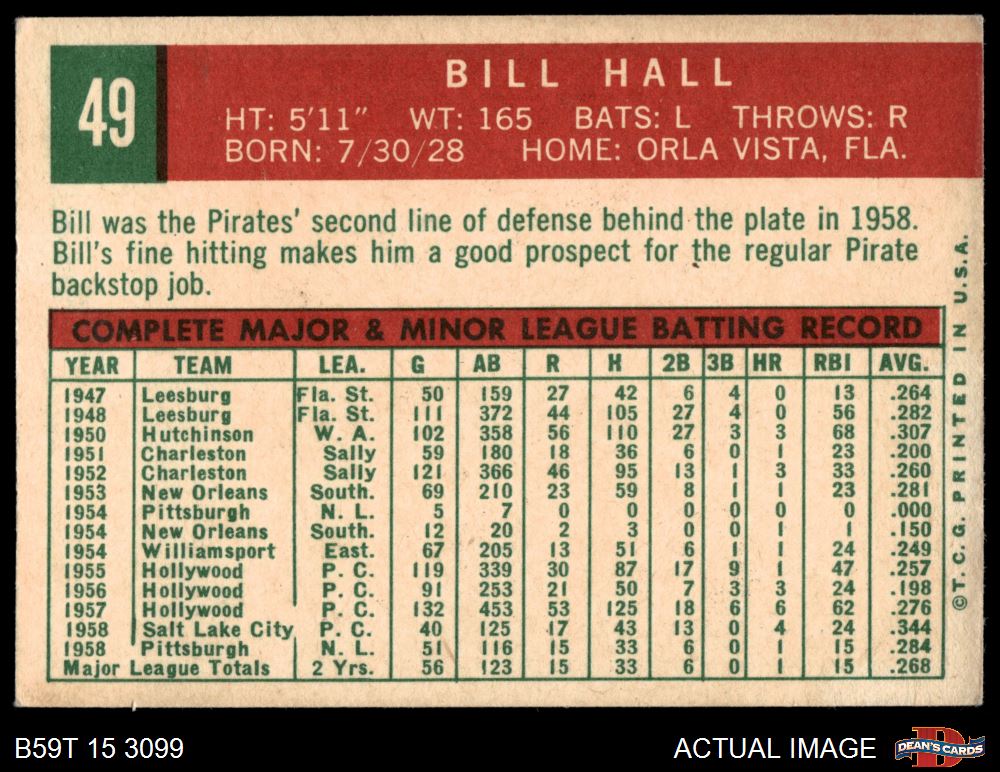 49
BILL HALL
HT: 5'11" WT: 165 BATS: L THROWS: R
BORN: 7/30/28 HOME: ORLA VISTA, FLA.
Bill was the Pirates' second line of defense behind the plate in 1958.
Bill's fine hitting makes him a good prospect for the regular Pirate
backstop job.
COMPLETE MAJOR & MINOR LEAGUE BATTING RECORD
YEAR TEAM LEA. G AB R H 2B 3B HR RBI AVG.
1947 Leesburg Fla. St. 50 159 27 42 6 4 0 13 .264
1948 Leesburg Fla. St. 111 372 44 105 27 4 0 56 .282
1950 Hutchinson W. A. 102 358 56 110 27 3 3 68 .307
1951 Charleston Sally 59 180 18 36 6 0 1 23 .200
1952 Charleston Sally 121 366 46 95 13 1 3 33 .260
1953 New Orleans South. 69 210 23 59 8 1 1 23 .281
1954 Pittsburgh N. L. 5 7 0 0 0 0 0 0 .000
1954 New Orleans South. 12 20 2 3 0 0 1 1 .150
1954 Williamsport East. 67 205 13 51 6 1 1 24 .249
1955 Hollywood P. C. 119 339 30 87 17 9 1 47 .257
1956 Hollywood P. C. 91 253 21 50 7 3 3 24 .198
1957 Hollywood P. C. 132 453 53 125 18 6 6 62 .276
1958 Salt Lake City P. C. 40 125 17 43 13 0 4 24 .344
1958 Pittsburgh N. L. 51 116 15 33 6 0 1 15 .284
Major League Totals 2 Yrs. 56 123 15 33 6 0 1 15 .268
©T. C. G. PRINTED IN U.S.A.
B59T 15 3099
ACTUAL IMAGE
D
DEAN'S CARDS